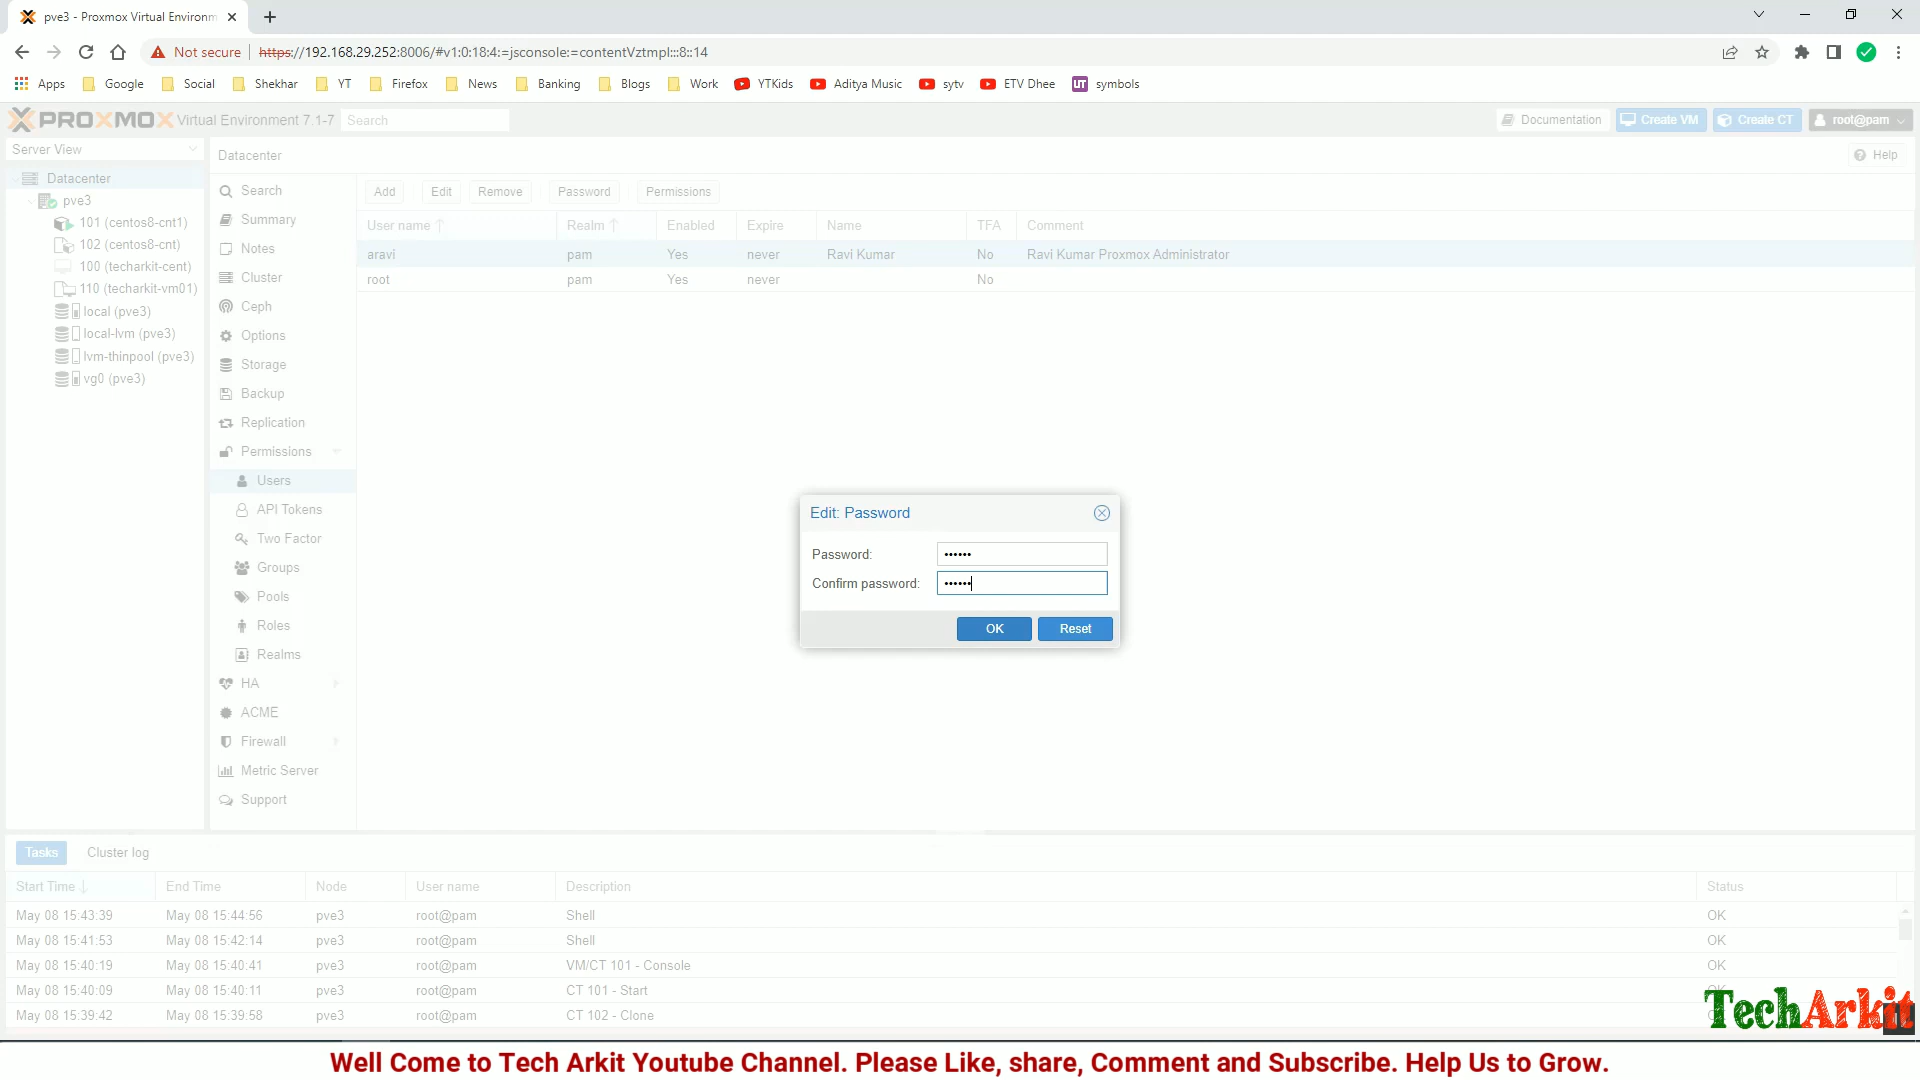 pve3 - Proxmox Virtual Environm
Not secure https://192.168.29.252:8006/#v1:0:18:4:=jsconsole:=contentVztmpl:::8::14
Apps Google Social Shekhar YT Firefox News Banking Blogs Work YTKids Aditya Music sytv ETV Dhee UT symbols
PROXMOX Virtual Environment 7.1-7 Search Documentation Create VM Create CT root@pam
Server View
Datacenter
pve3
101 (centos8-cnt1)
102 (centos8-cnt)
100 (techarkit-cent)
110 (techarkit-vm01)
local (pve3)
local-lvm (pve3)
lvm-thinpool (pve3)
vg0 (pve3)
Datacenter Help
Search
Summary
Notes
Cluster
Ceph
Options
Storage
Backup
Replication
Permissions
Users
API Tokens
Two Factor
Groups
Pools
Roles
Realms
HA
ACME
Firewall
Metric Server
Support
Add Edit Remove Password Permissions
User name Realm Enabled Expire Name TFA Comment
aravi pam Yes never Ravi Kumar No Ravi Kumar Proxmox Administrator
root pam Yes never No
Edit: Password
Password: ••••••
Confirm password: ••••••
OK Reset
Tasks Cluster log
Start Time End Time Node User name Description Status
May 08 15:43:39 May 08 15:44:56 pve3 root@pam Shell OK
May 08 15:41:53 May 08 15:42:14 pve3 root@pam Shell OK
May 08 15:40:19 May 08 15:40:41 pve3 root@pam VM/CT 101 - Console OK
May 08 15:40:09 May 08 15:40:11 pve3 root@pam CT 101 - Start OK
May 08 15:39:42 May 08 15:39:58 pve3 root@pam CT 102 - Clone
TechArkit
Well Come to Tech Arkit Youtube Channel. Please Like, share, Comment and Subscribe. Help Us to Grow.